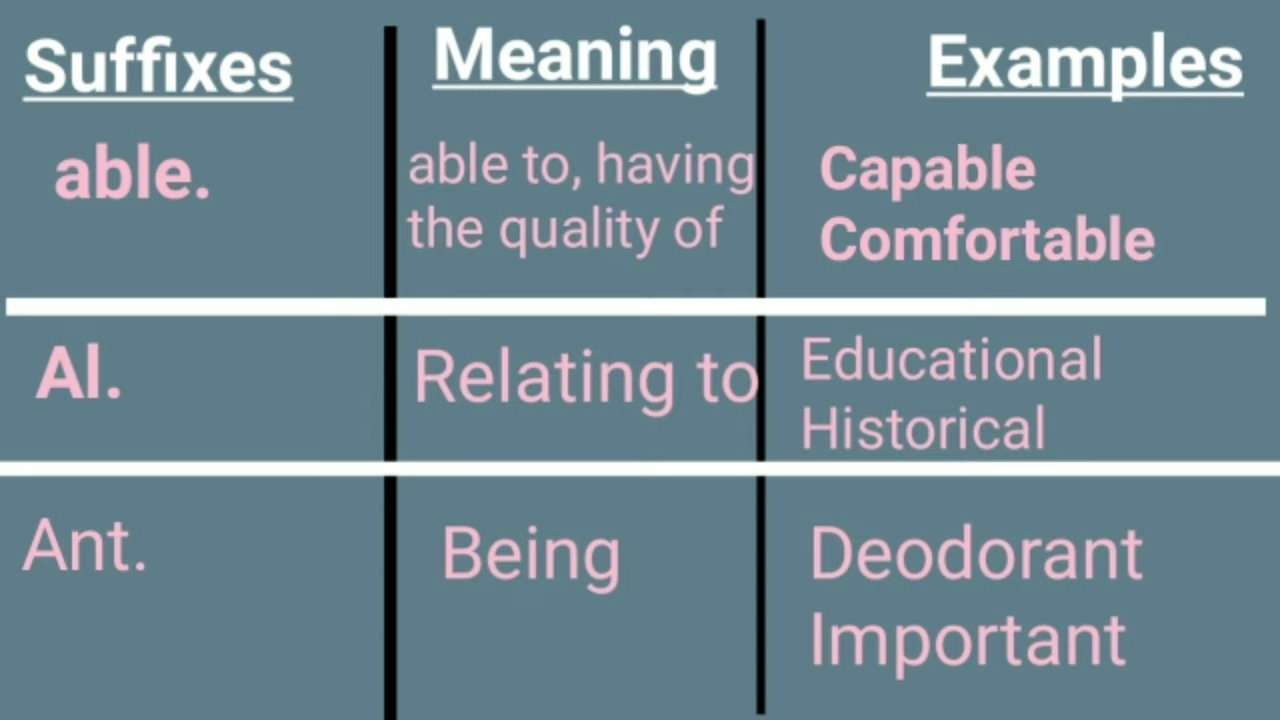 Suffixes
Meaning
Examples
able.
able to, having
the quality of
Capable
Comfortable
Al.
Relating to
Educational
Historical
Ant.
Being
Deodorant
Important